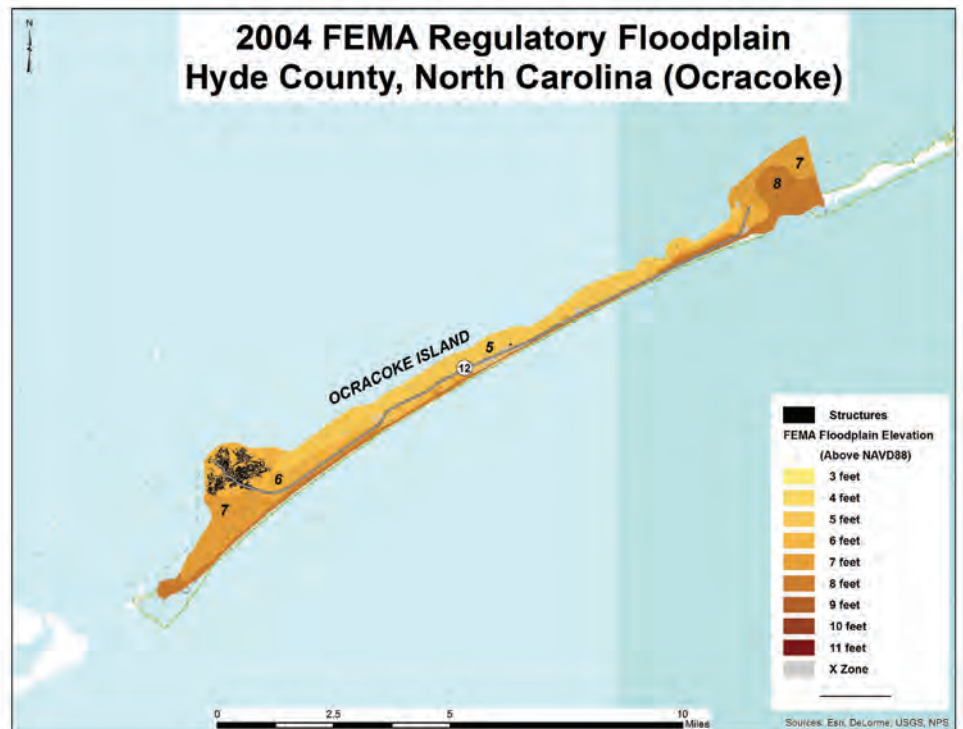 N
2004 FEMA Regulatory Floodplain
Hyde County, North Carolina (Ocracoke)
7
8
OCRACOKE ISLAND
5
12
6
7
Structures
FEMA Floodplain Elevation
(Above NAVD88)
3 feet
4 feet
5 feet
6 feet
7 feet
8 feet
9 feet
10 feet
11 feet
X Zone
0 2.5 5 10
Miles
Sources: Esri, DeLorme, USGS, NPS